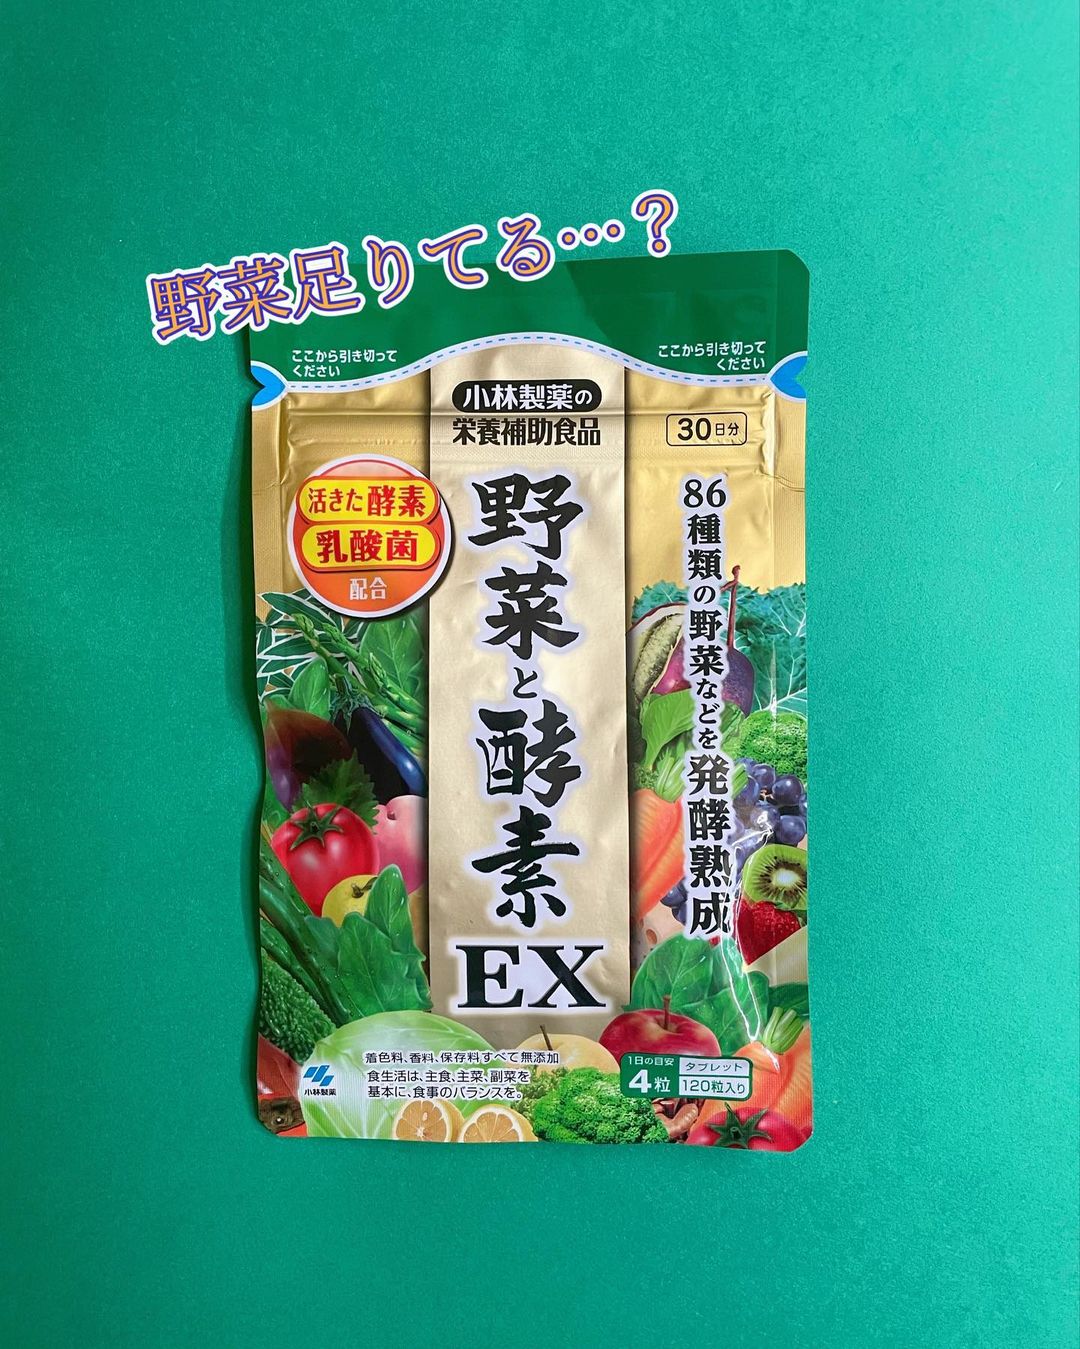 野菜足りてる…？
ここから引き切って
ください
ここから引き切って
ください
小林製薬の
栄養補助食品
30日分
活きた酵素
乳酸菌
配合
野菜と酵素
EX
86種類の野菜などを発酵熟成
着色料、香料、保存料すべて無添加
食生活は、主食、主菜、副菜を
基本に、食事のバランスを。
小林製薬
1日の目安
4粒
タブレット
120粒入り